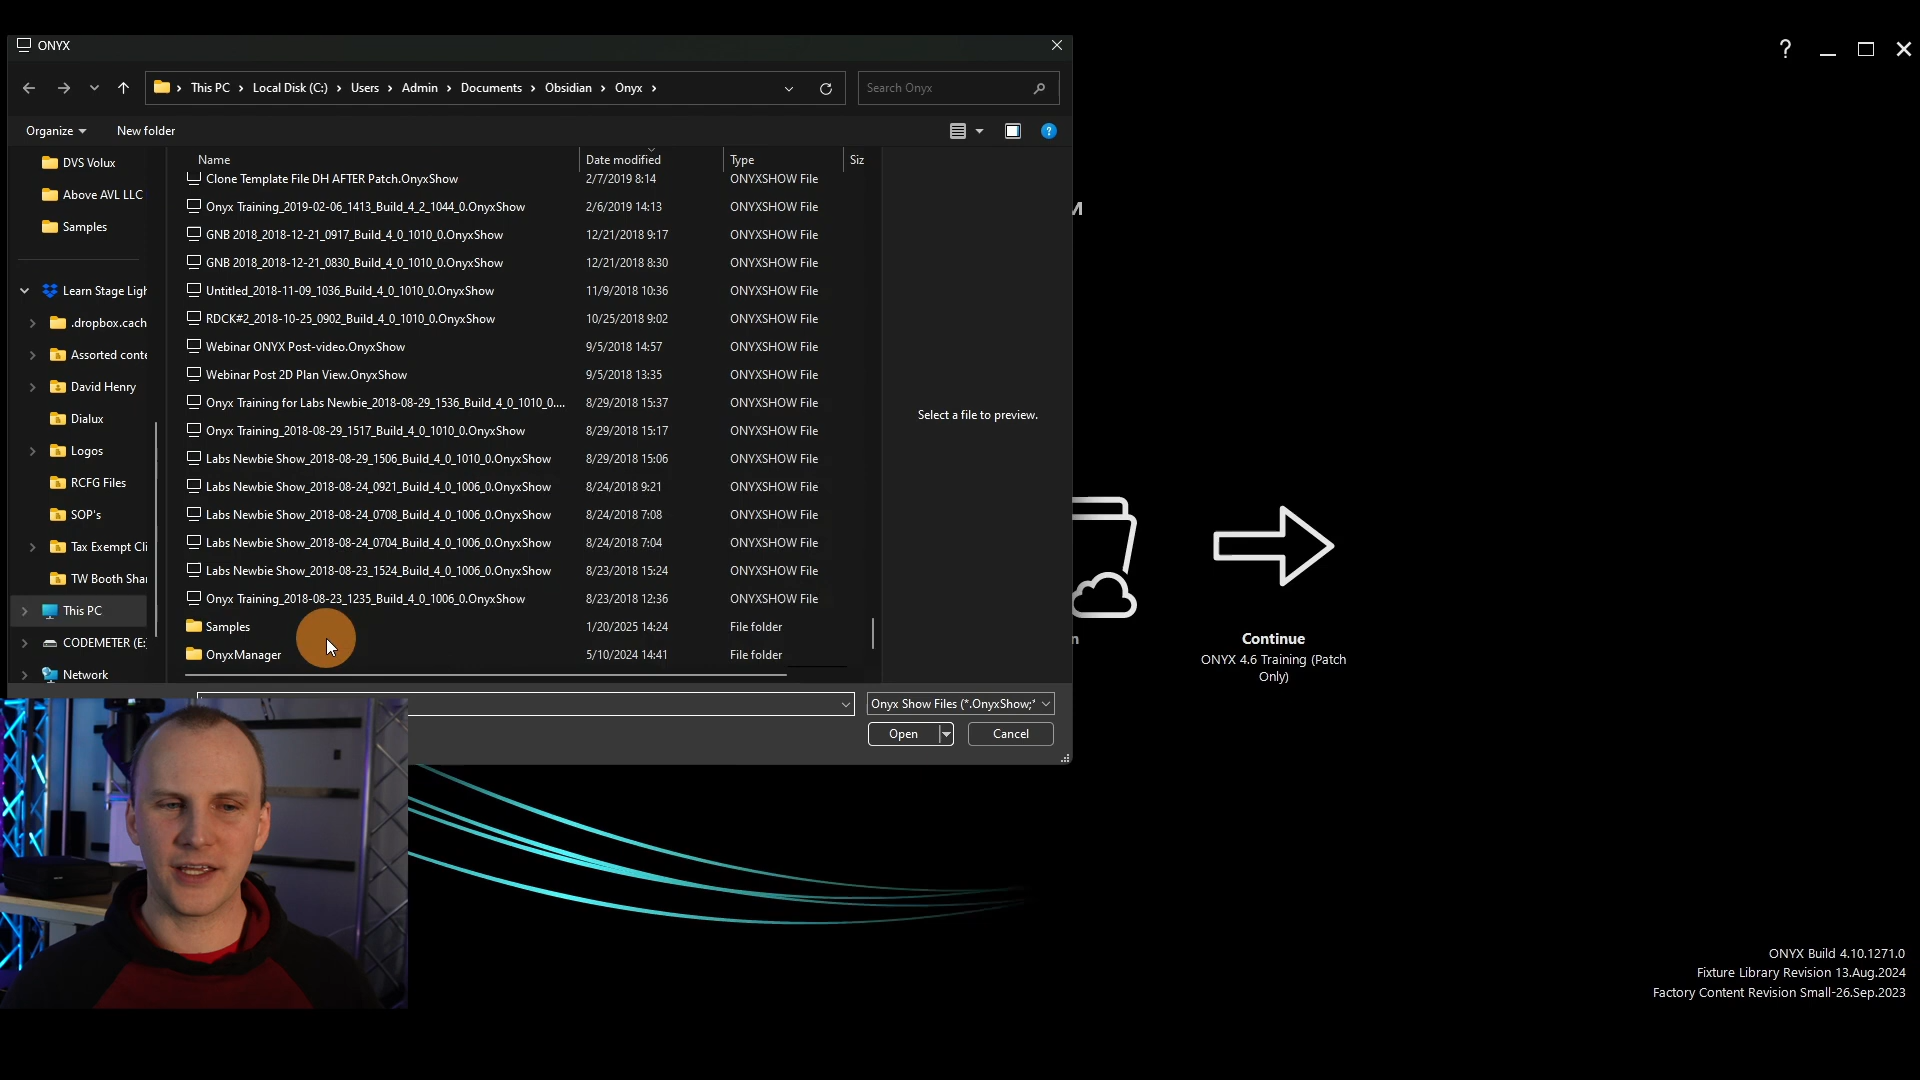 ONYX
This PC > Local Disk (C:) > Users > Admin > Documents > Obsidian > Onyx >
Search Onyx
Organize
New folder
DVS Volux
Above AVL LLC
Samples
Learn Stage Ligh
.dropbox.cach
Assorted conte
David Henry
Dialux
Logos
RCFG Files
SOP's
Tax Exempt Cli
TW Booth Shar
This PC
CODEMETER (E:
Network
Name Date modified Type Siz
Clone Template File DH AFTER Patch.OnyxShow 2/7/2019 8:14 ONYXSHOW File
Onyx Training_2019-02-06_1413_Build_4_2_1044_0.OnyxShow 2/6/2019 14:13 ONYXSHOW File
GNB 2018_2018-12-21_0917_Build_4_0_1010_0.OnyxShow 12/21/2018 9:17 ONYXSHOW File
GNB 2018_2018-12-21_0830_Build_4_0_1010_0.OnyxShow 12/21/2018 8:30 ONYXSHOW File
Untitled_2018-11-09_1036_Build_4_0_1010_0.OnyxShow 11/9/2018 10:36 ONYXSHOW File
RDCK#2_2018-10-25_0902_Build_4_0_1010_0.OnyxShow 10/25/2018 9:02 ONYXSHOW File
Webinar ONYX Post-video.OnyxShow 9/5/2018 14:57 ONYXSHOW File
Webinar Post 2D Plan View.OnyxShow 9/5/2018 13:35 ONYXSHOW File
Onyx Training for Labs Newbie_2018-08-29_1536_Build_4_0_1010_0.... 8/29/2018 15:37 ONYXSHOW File
Onyx Training_2018-08-29_1517_Build_4_0_1010_0.OnyxShow 8/29/2018 15:17 ONYXSHOW File
Labs Newbie Show_2018-08-29_1506_Build_4_0_1010_0.OnyxShow 8/29/2018 15:06 ONYXSHOW File
Labs Newbie Show_2018-08-24_0921_Build_4_0_1006_0.OnyxShow 8/24/2018 9:21 ONYXSHOW File
Labs Newbie Show_2018-08-24_0708_Build_4_0_1006_0.OnyxShow 8/24/2018 7:08 ONYXSHOW File
Labs Newbie Show_2018-08-24_0704_Build_4_0_1006_0.OnyxShow 8/24/2018 7:04 ONYXSHOW File
Labs Newbie Show_2018-08-23_1524_Build_4_0_1006_0.OnyxShow 8/23/2018 15:24 ONYXSHOW File
Onyx Training_2018-08-23_1235_Build_4_0_1006_0.OnyxShow 8/23/2018 12:36 ONYXSHOW File
Samples 1/20/2025 14:24 File folder
OnyxManager 5/10/2024 14:41 File folder
Select a file to preview.
Onyx Show Files (*.OnyxShow;*
Open
Cancel
M
n
Continue
ONYX 4.6 Training (Patch
Only)
ONYX Build 4.10.1271.0
Fixture Library Revision 13.Aug.2024
Factory Content Revision Small-26.Sep.2023